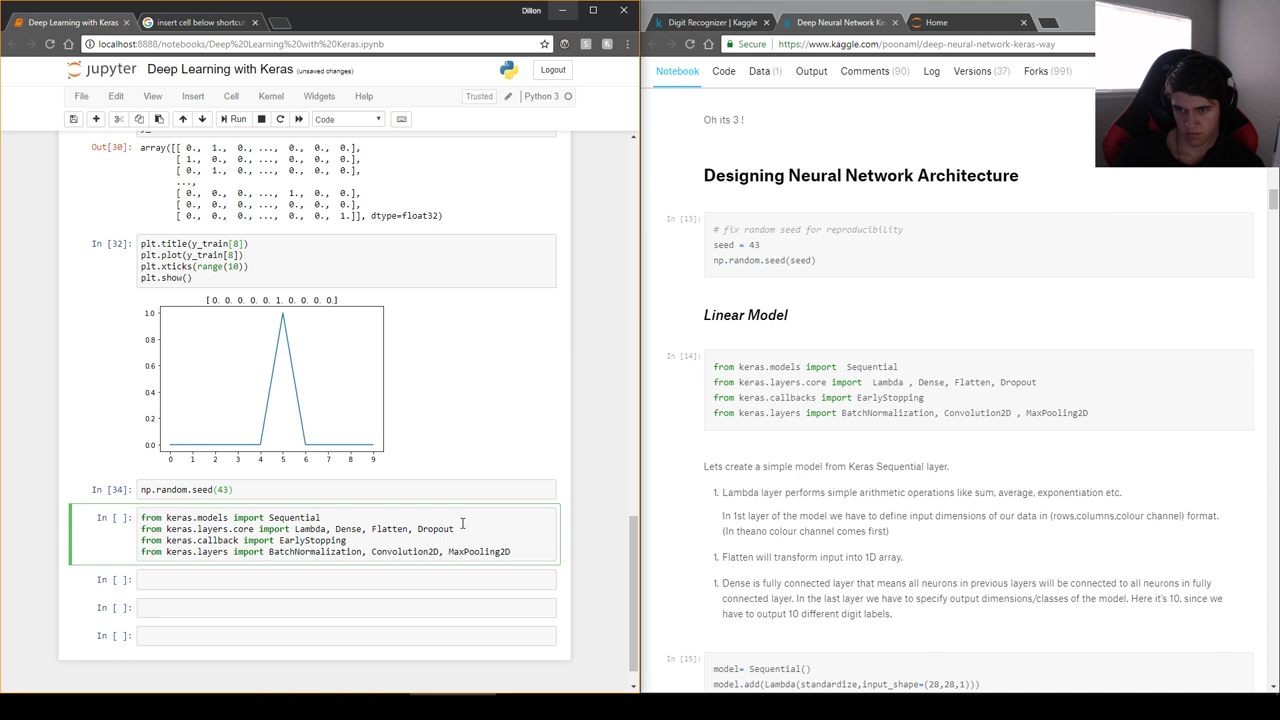 Dillon
Deep Learning with Keras
insert cell below shortcut
localhost:8888/notebooks/Deep%20Learning%20with%20Keras.ipynb
jupyter Deep Learning with Keras (unsaved changes)
Logout
File Edit View Insert Cell Kernel Widgets Help
Trusted Python 3
Run Code
Out[30]: array([[ 0., 1., 0., ..., 0., 0., 0.],
[ 1., 0., 0., ..., 0., 0., 0.],
[ 0., 1., 0., ..., 0., 0., 0.],
...,
[ 0., 0., 0., ..., 1., 0., 0.],
[ 0., 0., 0., ..., 0., 0., 0.],
[ 0., 0., 0., ..., 0., 0., 1.]], dtype=float32)
In [32]: plt.title(y_train[8])
plt.plot(y_train[8])
plt.xticks(range(10))
plt.show()
[ 0. 0. 0. 0. 0. 1. 0. 0. 0. 0.]
1.0
0.8
0.6
0.4
0.2
0.0
0 1 2 3 4 5 6 7 8 9
In [34]: np.random.seed(43)
In [ ]: from keras.models import Sequential
from keras.layers.core import Lambda, Dense, Flatten, Dropout
from keras.callback import EarlyStopping
from keras.layers import BatchNormalization, Convolution2D, MaxPooling2D
In [ ]:
In [ ]:
In [ ]:
Digit Recognizer | Kaggle
Deep Neural Network Ke
Home
Secure https://www.kaggle.com/poonaml/deep-neural-network-keras-way
Notebook Code Data (1) Output Comments (90) Log Versions (37) Forks (991)
Oh its 3 !
Designing Neural Network Architecture
In [13]:
# fix random seed for reproducibility
seed = 43
np.random.seed(seed)
Linear Model
In [14]:
from keras.models import Sequential
from keras.layers.core import Lambda , Dense, Flatten, Dropout
from keras.callbacks import EarlyStopping
from keras.layers import BatchNormalization, Convolution2D , MaxPooling2D
Lets create a simple model from Keras Sequential layer.
1. Lambda layer performs simple arithmetic operations like sum, average, exponentiation etc.
In 1st layer of the model we have to define input dimensions of our data in (rows,columns,colour channel) format.
(In theano colour channel comes first)
1. Flatten will transform input into 1D array.
1. Dense is fully connected layer that means all neurons in previous layers will be connected to all neurons in fully
connected layer. In the last layer we have to specify output dimensions/classes of the model. Here it's 10, since we
have to output 10 different digit labels.
In [15]:
model= Sequential()
model.add(Lambda(standardize,input_shape=(28,28,1)))